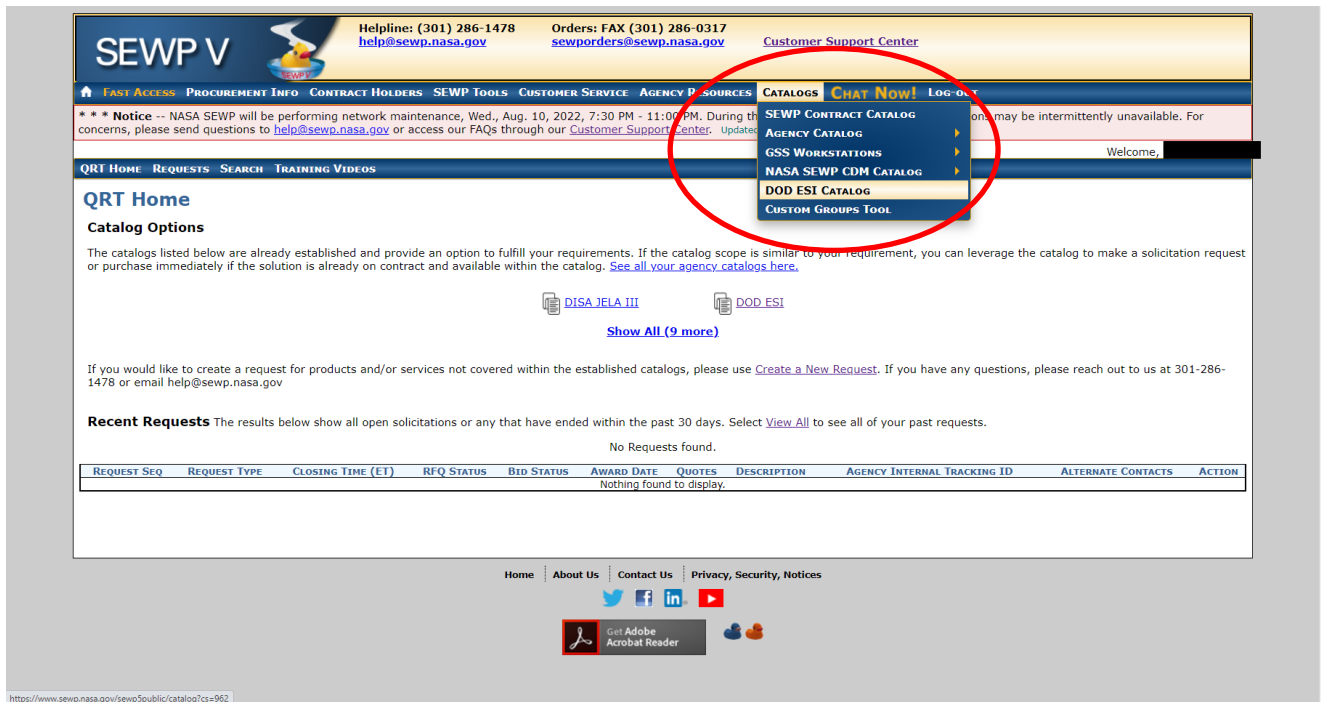 SEWP V
SEWP V
Helpline: (301) 286-1478
help@sewp.nasa.gov
Orders: FAX (301) 286-0317
sewporders@sewp.nasa.gov
Customer Support Center
Fast Access Procurement Info Contract Holders SEWP Tools Customer Service Agency Resources Catalogs Chat Now! Log-out
* * * Notice -- NASA SEWP will be performing network maintenance, Wed., Aug. 10, 2022, 7:30 PM - 11:00 PM. During th
may be intermittently unavailable. For
concerns, please send questions to help@sewp.nasa.gov or access our FAQs through our Customer Support Center. Updated
SEWP Contract Catalog
Agency Catalog
GSS Workstations
NASA SEWP CDM Catalog
DOD ESI Catalog
Custom Groups Tool
Welcome,
QRT Home Requests Search Training Videos
QRT Home
Catalog Options
The catalogs listed below are already established and provide an option to fulfill your requirements. If the catalog scope is similar to your requirement, you can leverage the catalog to make a solicitation request
or purchase immediately if the solution is already on contract and available within the catalog. See all your agency catalogs here.
DISA JELA III
DOD ESI
Show All (9 more)
If you would like to create a request for products and/or services not covered within the established catalogs, please use Create a New Request. If you have any questions, please reach out to us at 301-286-
1478 or email help@sewp.nasa.gov
Recent Requests The results below show all open solicitations or any that have ended within the past 30 days. Select View All to see all of your past requests.
No Requests found.
Request Seq Request Type Closing Time (ET) RFQ Status Bid Status Award Date Quotes Description Agency Internal Tracking ID Alternate Contacts Action
Nothing found to display.
Home About Us Contact Us Privacy, Security, Notices
Get Adobe
Acrobat Reader
https://www.sewp.nasa.gov/sewp5public/catalog?cs=962